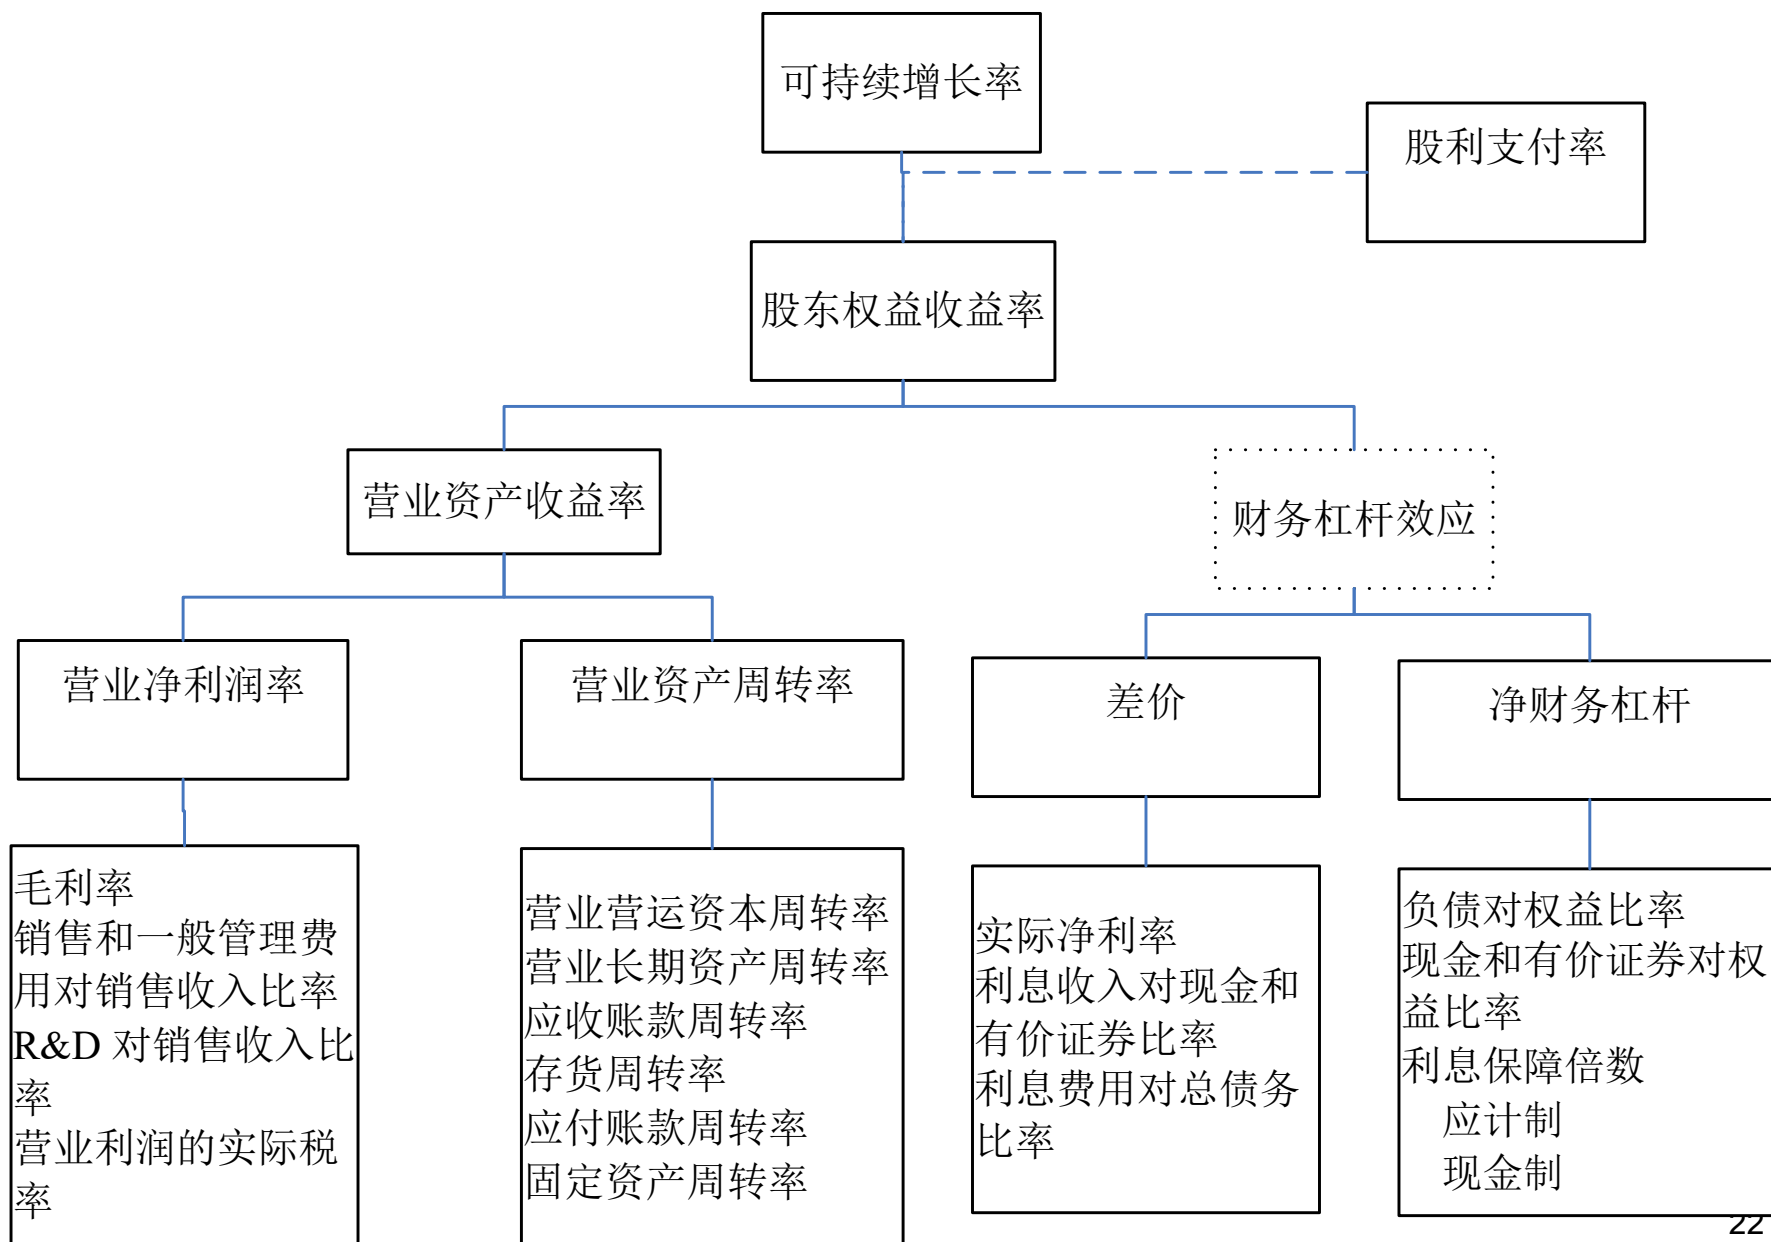 可持续增长率
股利支付率
股东权益收益率
营业资产收益率
财务杠杆效应
营业净利润率
营业资产周转率
差价
净财务杠杆
毛利率
销售和一般管理费
用对销售收入比率
R&D 对销售收入比
率
营业利润的实际税
率
营业营运资本周转率
营业长期资产周转率
应收账款周转率
存货周转率
应付账款周转率
固定资产周转率
实际净利率
利息收入对现金和
有价证券比率
利息费用对总债务
比率
负债对权益比率
现金和有价证券对权
益比率
利息保障倍数
应计制
现金制
22